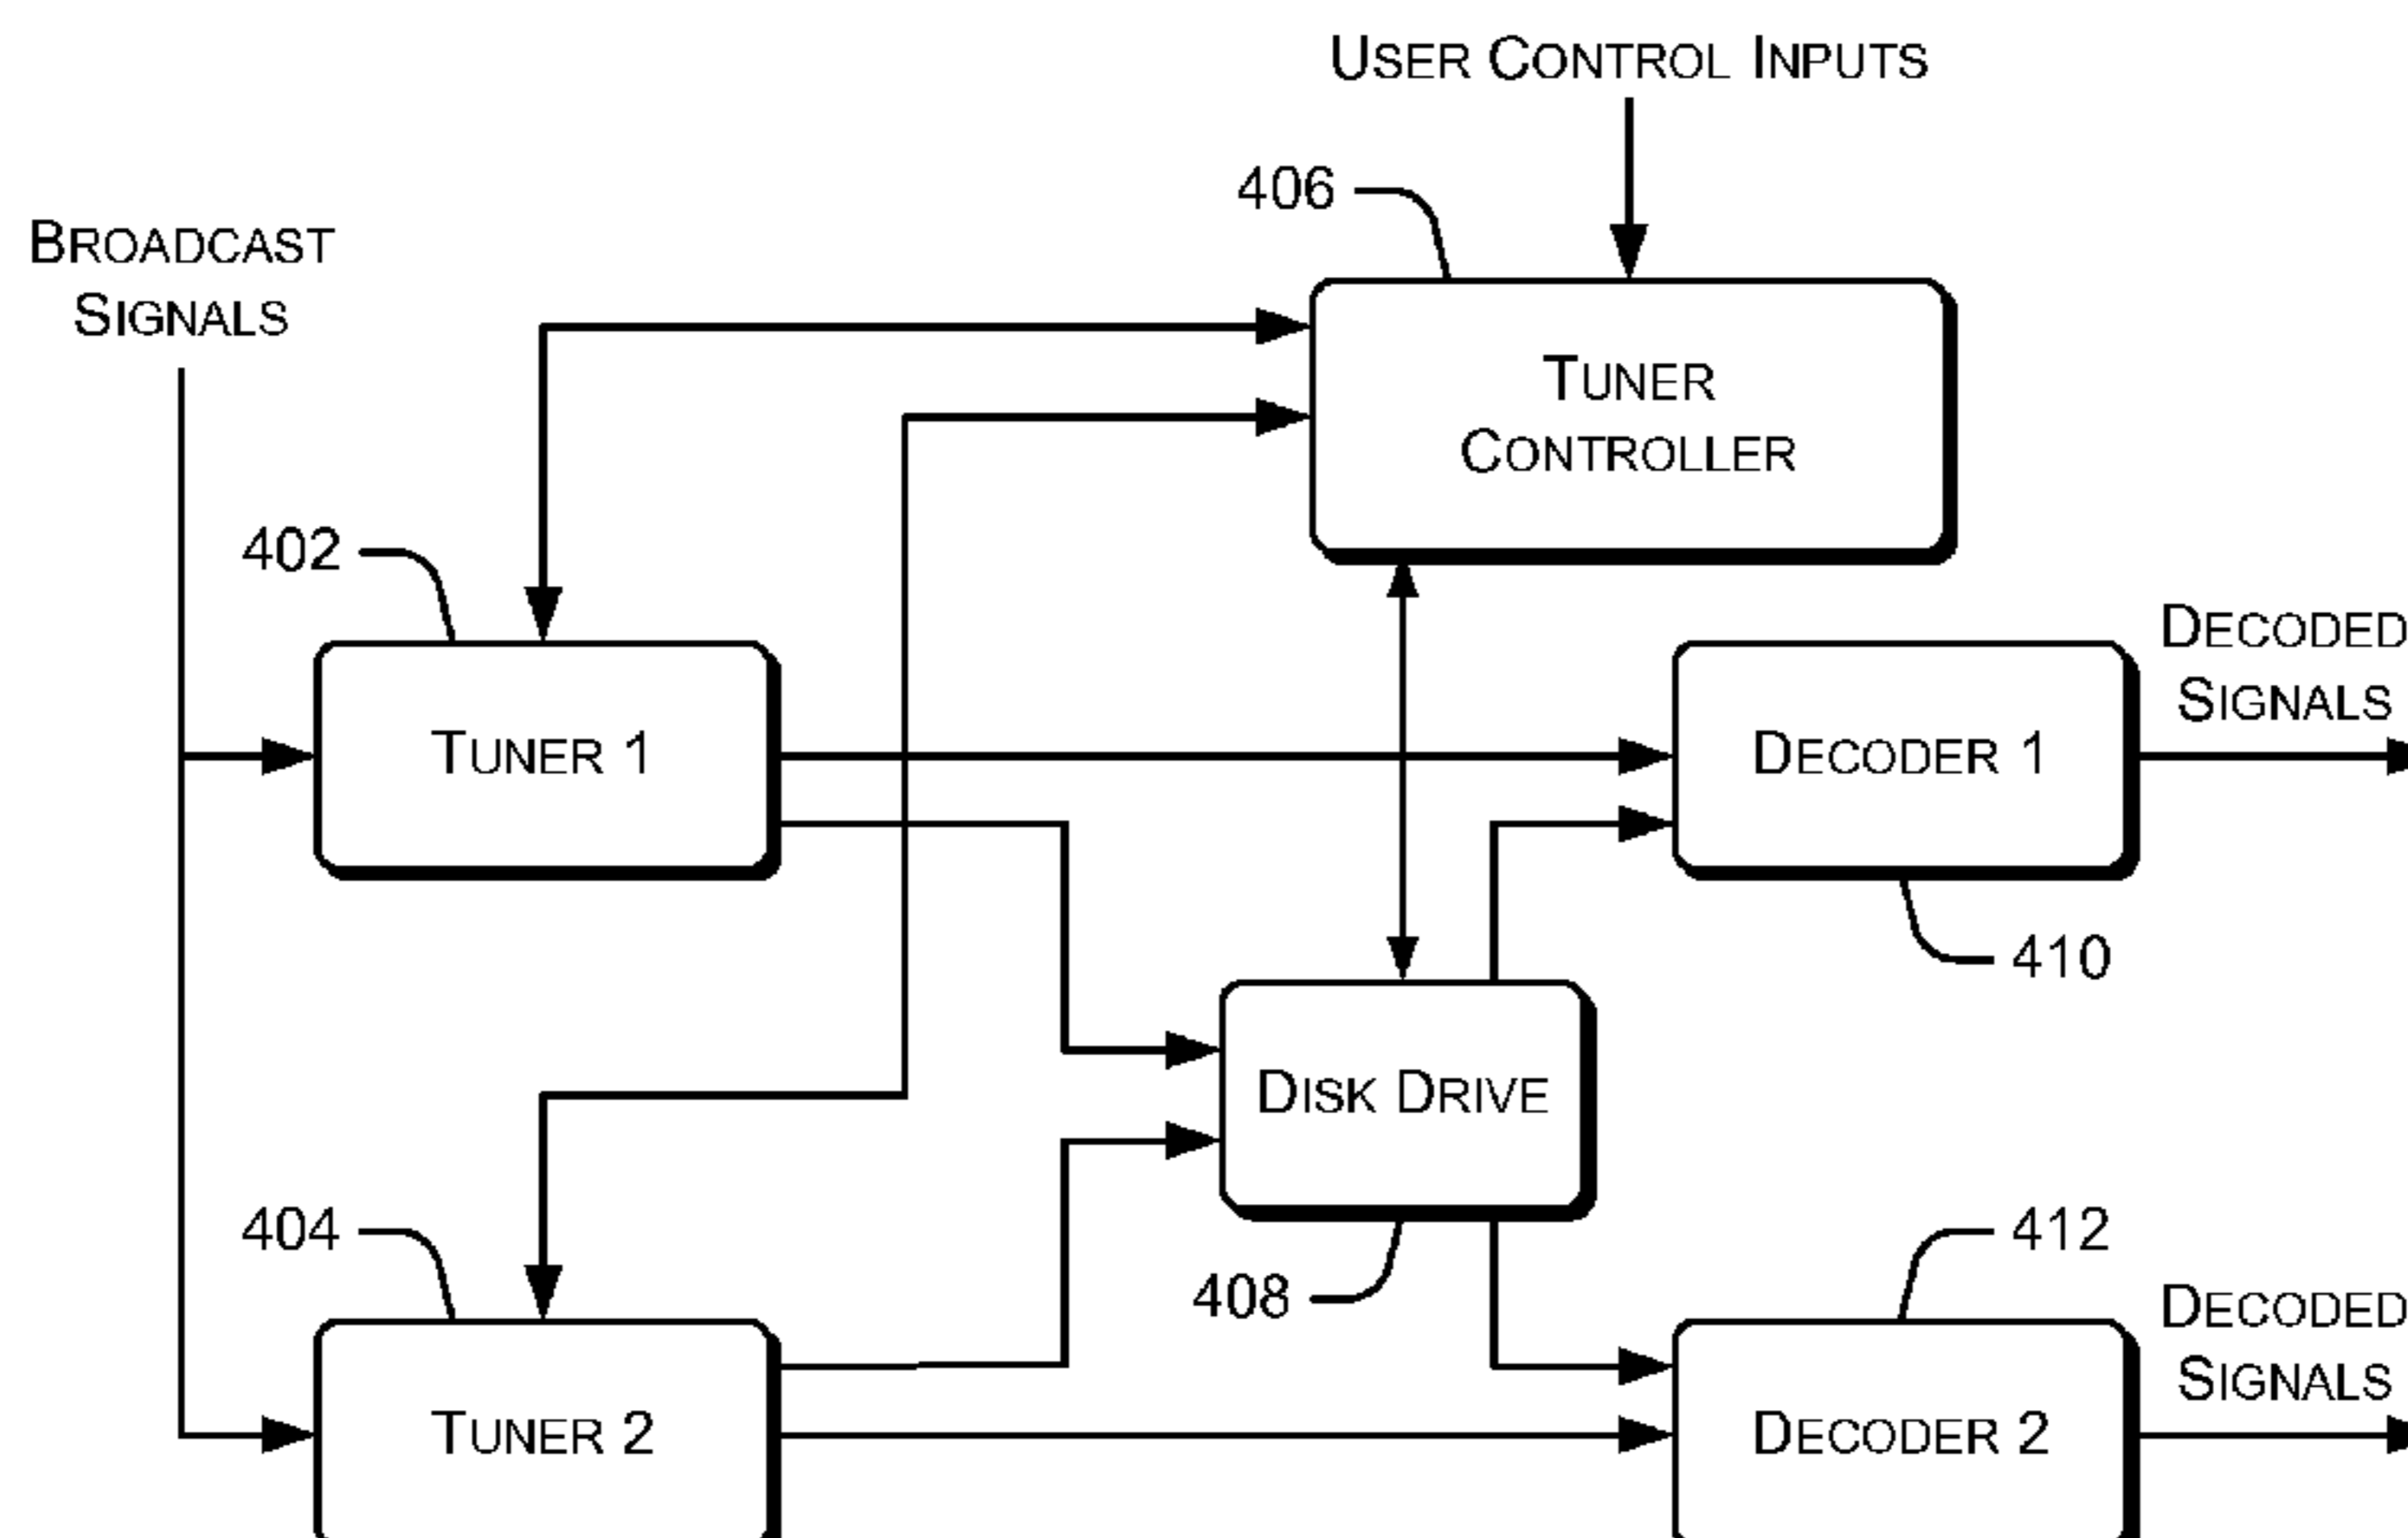 User Control Inputs
406
Broadcast
Signals
Tuner
Controller
402
Decoded
Signals
Tuner 1
Decoder 1
410
Disk Drive
404
408
412
Decoded
Signals
Tuner 2
Decoder 2